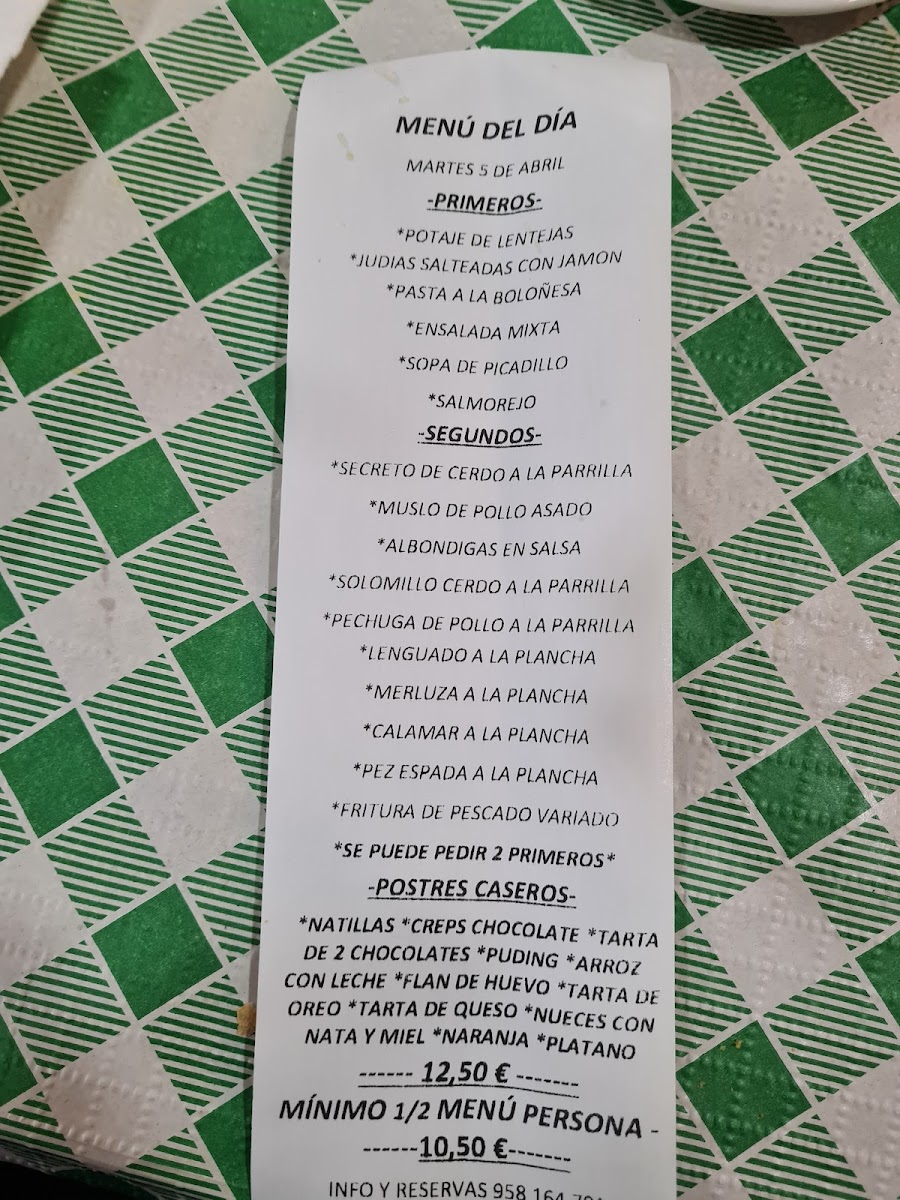 MENÚ DEL DÍA
MARTES 5 DE ABRIL
-PRIMEROS-
*POTAJE DE LENTEJAS
*JUDIAS SALTEADAS CON JAMON
*PASTA A LA BOLOÑESA
*ENSALADA MIXTA
*SOPA DE PICADILLO
*SALMOREJO
-SEGUNDOS-
*SECRETO DE CERDO A LA PARRILLA
*MUSLO DE POLLO ASADO
*ALBONDIGAS EN SALSA
*SOLOMILLO CERDO A LA PARRILLA
*PECHUGA DE POLLO A LA PARRILLA
*LENGUADO A LA PLANCHA
*MERLUZA A LA PLANCHA
*CALAMAR A LA PLANCHA
*PEZ ESPADA A LA PLANCHA
*FRITURA DE PESCADO VARIADO
*SE PUEDE PEDIR 2 PRIMEROS*
-POSTRES CASEROS-
*NATILLAS *CREPS CHOCOLATE *TARTA
DE 2 CHOCOLATES *PUDING *ARROZ
CON LECHE *FLAN DE HUEVO *TARTA DE
OREO *TARTA DE QUESO *NUECES CON
NATA Y MIEL *NARANJA *PLATANO
------ 12,50 € -------
MÍNIMO 1/2 MENÚ PERSONA -
------10,50 €-------
INFO Y RESERVAS 958 164